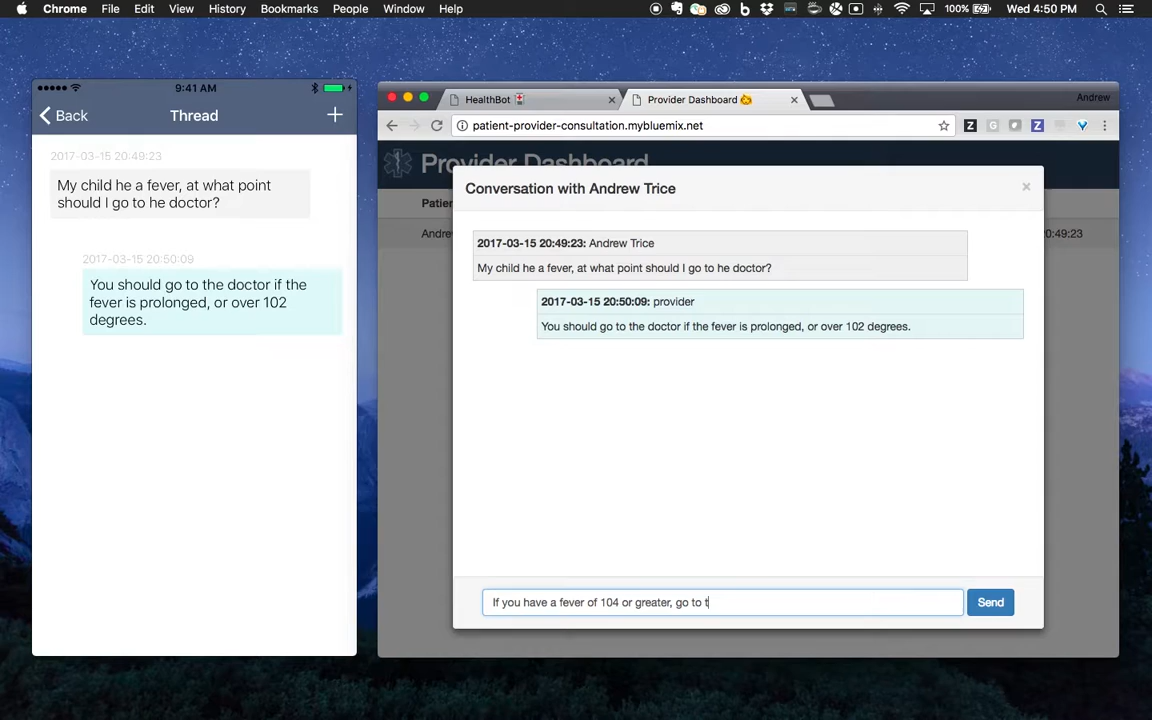 Chrome File Edit View History Bookmarks People Window Help 100% Wed 4:50 PM
9:41 AM
Back Thread +
2017-03-15 20:49:23
My child he a fever, at what point
should I go to he doctor?
2017-03-15 20:50:09
You should go to the doctor if the
fever is prolonged, or over 102
degrees.
HealthBot Provider Dashboard Andrew
patient-provider-consultation.mybluemix.net
Provider Dashboard
Conversation with Andrew Trice ×
2017-03-15 20:49:23: Andrew Trice
My child he a fever, at what point should I go to he doctor?
2017-03-15 20:50:09: provider
You should go to the doctor if the fever is prolonged, or over 102 degrees.
If you have a fever of 104 or greater, go to t
Send
Patie
Andre 0:49:23